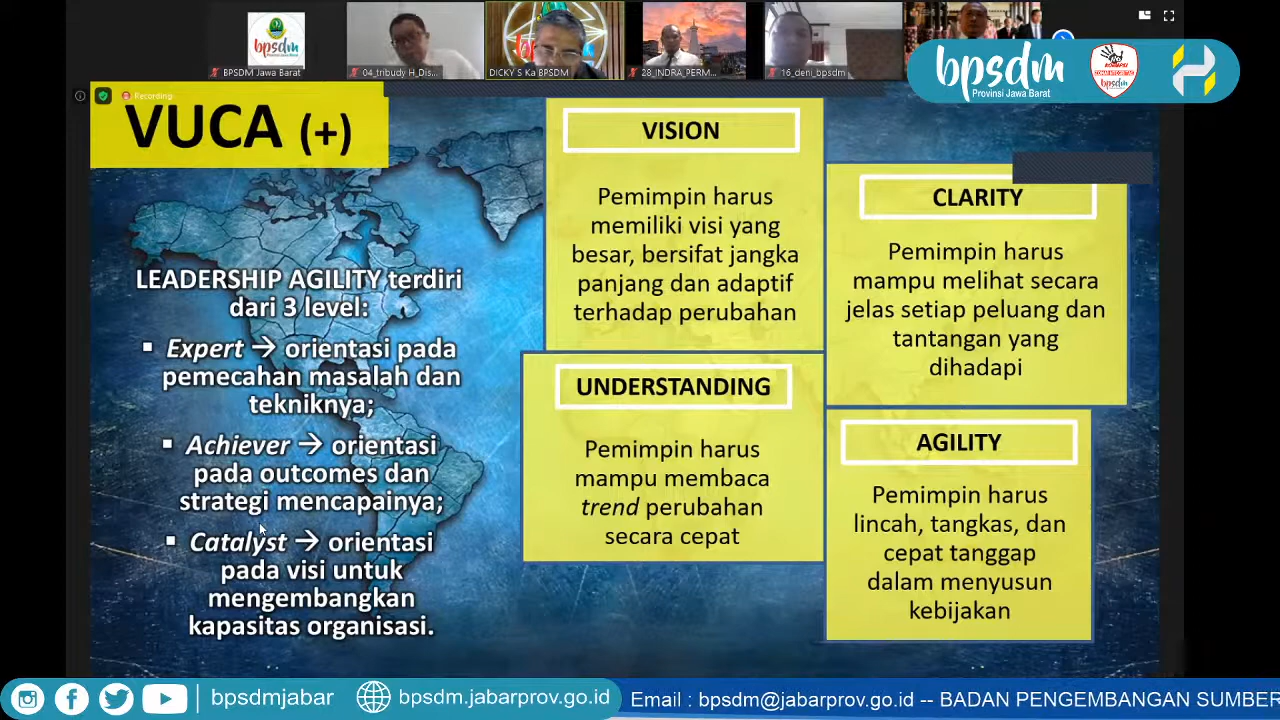 bpsdm
BPSDM Jawa Barat
04_tribudy H_Dis...
DICKY S Ka BPSDM
28_INDRA_PERM...
16_deni_bpsdm
bpsdm
Provinsi Jawa Barat
bpsdm
Recording
VUCA (+)
LEADERSHIP AGILITY terdiri
dari 3 level:
▪ Expert → orientasi pada
pemecahan masalah dan
tekniknya;
▪ Achiever → orientasi
pada outcomes dan
strategi mencapainya;
▪ Catalyst → orientasi
pada visi untuk
mengembangkan
kapasitas organisasi.
VISION
Pemimpin harus
memiliki visi yang
besar, bersifat jangka
panjang dan adaptif
terhadap perubahan
CLARITY
Pemimpin harus
mampu melihat secara
jelas setiap peluang dan
tantangan yang
dihadapi
UNDERSTANDING
Pemimpin harus
mampu membaca
trend perubahan
secara cepat
AGILITY
Pemimpin harus
lincah, tangkas, dan
cepat tanggap
dalam menyusun
kebijakan
bpsdmjabar
bpsdm.jabarprov.go.id
Email : bpsdm@jabarprov.go.id -- BADAN PENGEMBANGAN SUMBER